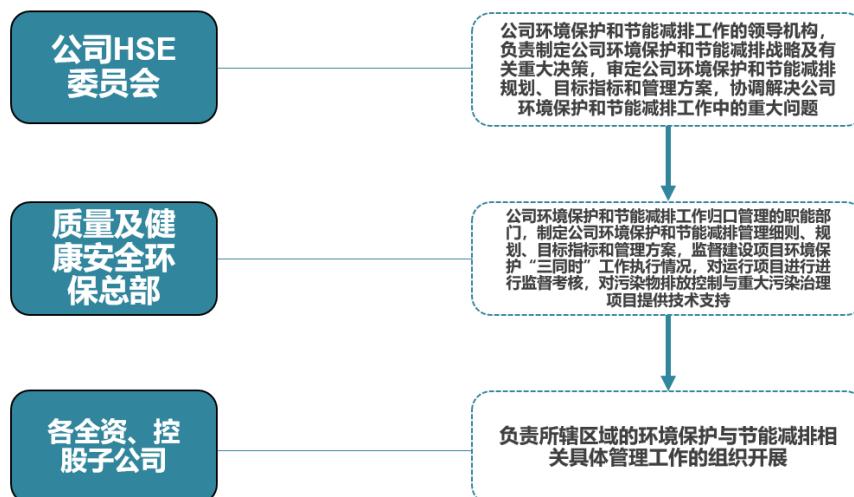 公司HSE
委员会
公司环境保护和节能减排工作的领导机构，
负责制定公司环境保护和节能减排战略及有
关重大决策，审定公司环境保护和节能减排
规划、目标指标和管理方案，协调解决公司
环境保护和节能减排工作中的重大问题
质量及健
康安全环
保总部
公司环境保护和节能减排工作归口管理的职能部
门，制定公司环境保护和节能减排管理细则、规
划、目标指标和管理方案，监督建设项目环境保
护“三同时”工作执行情况，对运行项目进行进
行监督考核，对污染物排放控制与重大污染治理
项目提供技术支持
各全资、控
股子公司
负责所辖区域的环境保护与节能减排相
关具体管理工作的组织开展